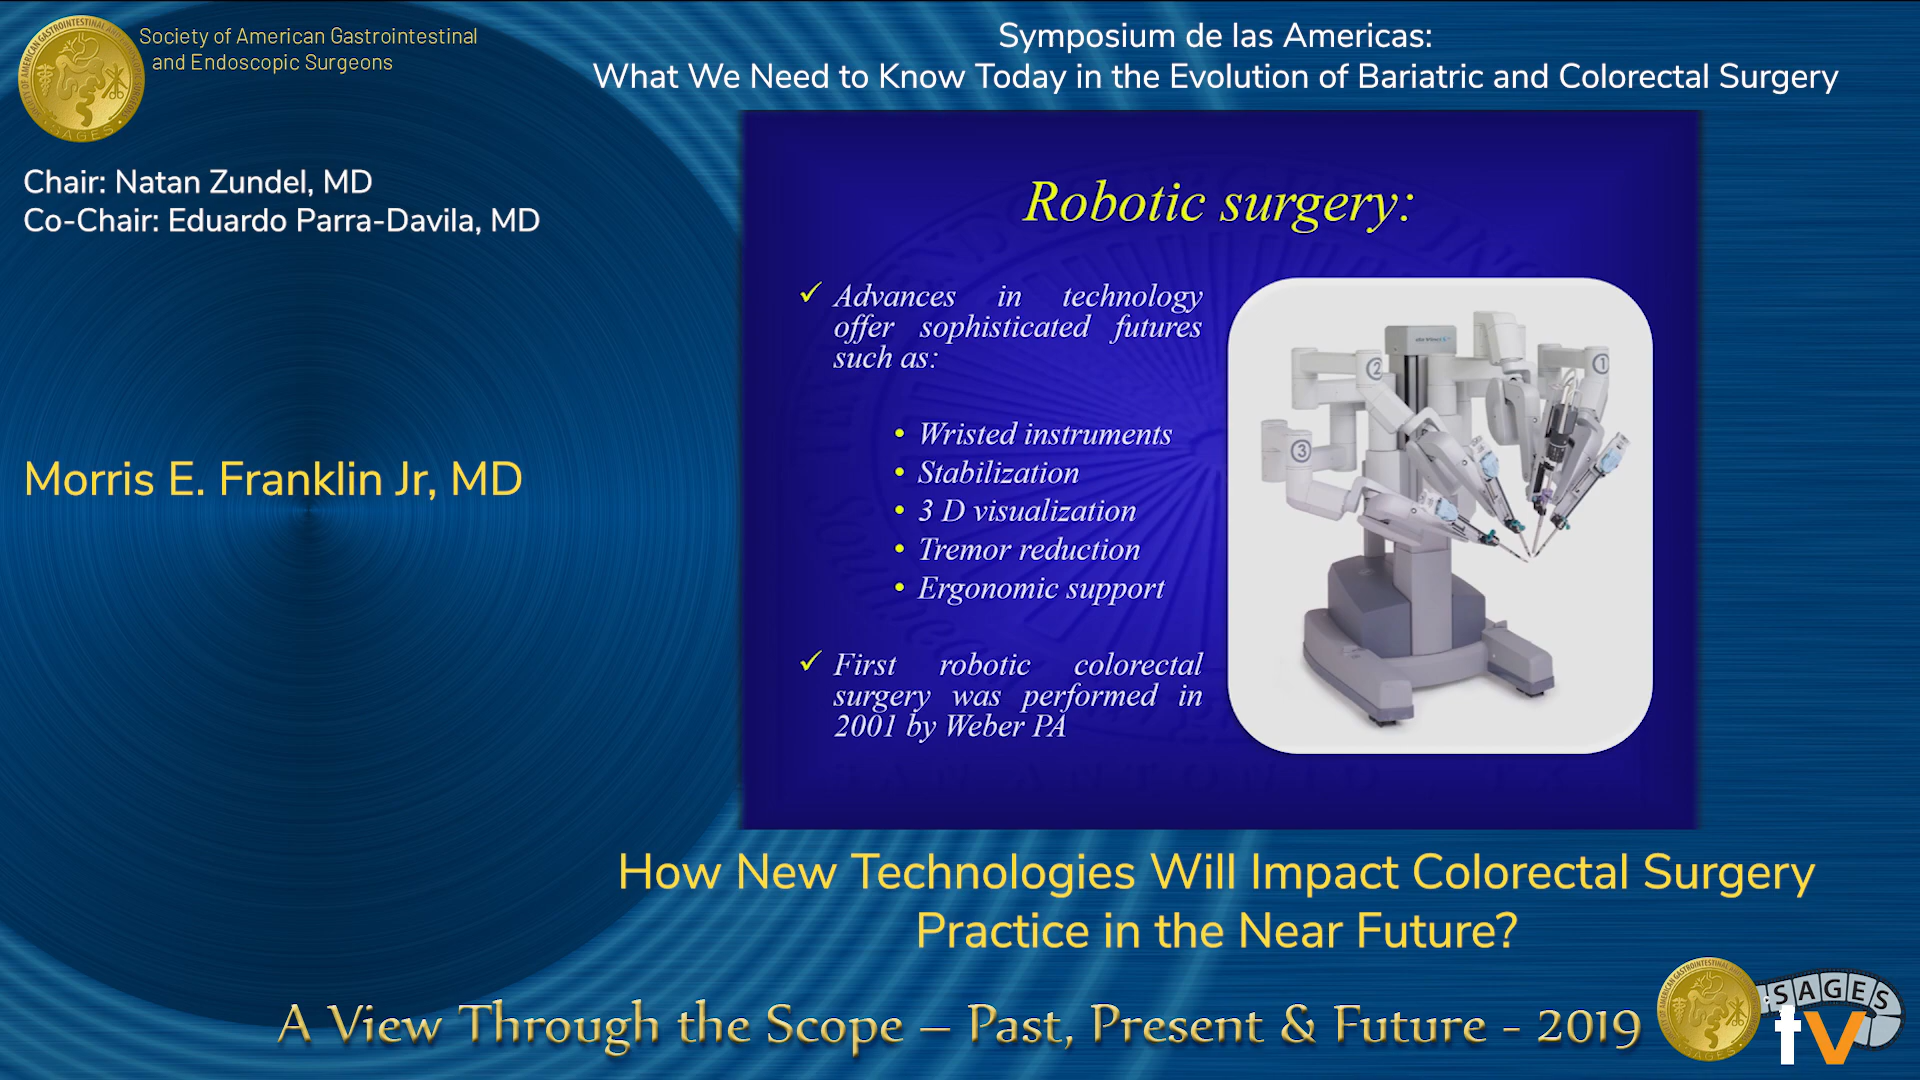 Society of American Gastrointestinal
and Endoscopic Surgeons
Symposium de las Americas:
What We Need to Know Today in the Evolution of Bariatric and Colorectal Surgery
Chair: Natan Zundel, MD
Co-Chair: Eduardo Parra-Davila, MD
Morris E. Franklin Jr, MD
Robotic surgery:
✓ Advances in technology
offer sophisticated futures
such as:
• Wristed instruments
• Stabilization
• 3 D visualization
• Tremor reduction
• Ergonomic support
✓ First robotic colorectal
surgery was performed in
2001 by Weber PA
2
1
3
How New Technologies Will Impact Colorectal Surgery
Practice in the Near Future?
A View Through the Scope – Past, Present & Future - 2019
SAGES
tv